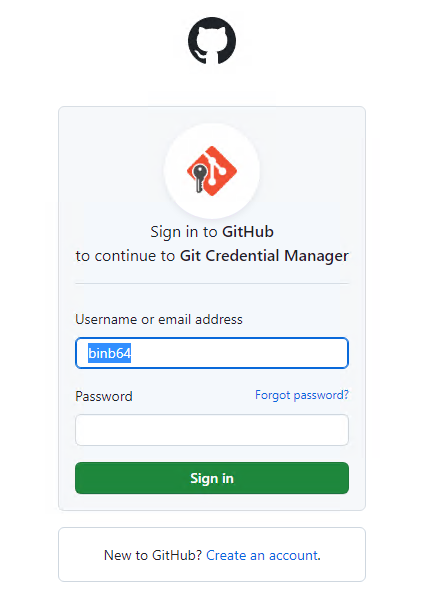 Sign in to GitHub
to continue to Git Credential Manager
Username or email address
binb64
Password
Forgot password?
Sign in
New to GitHub? Create an account.